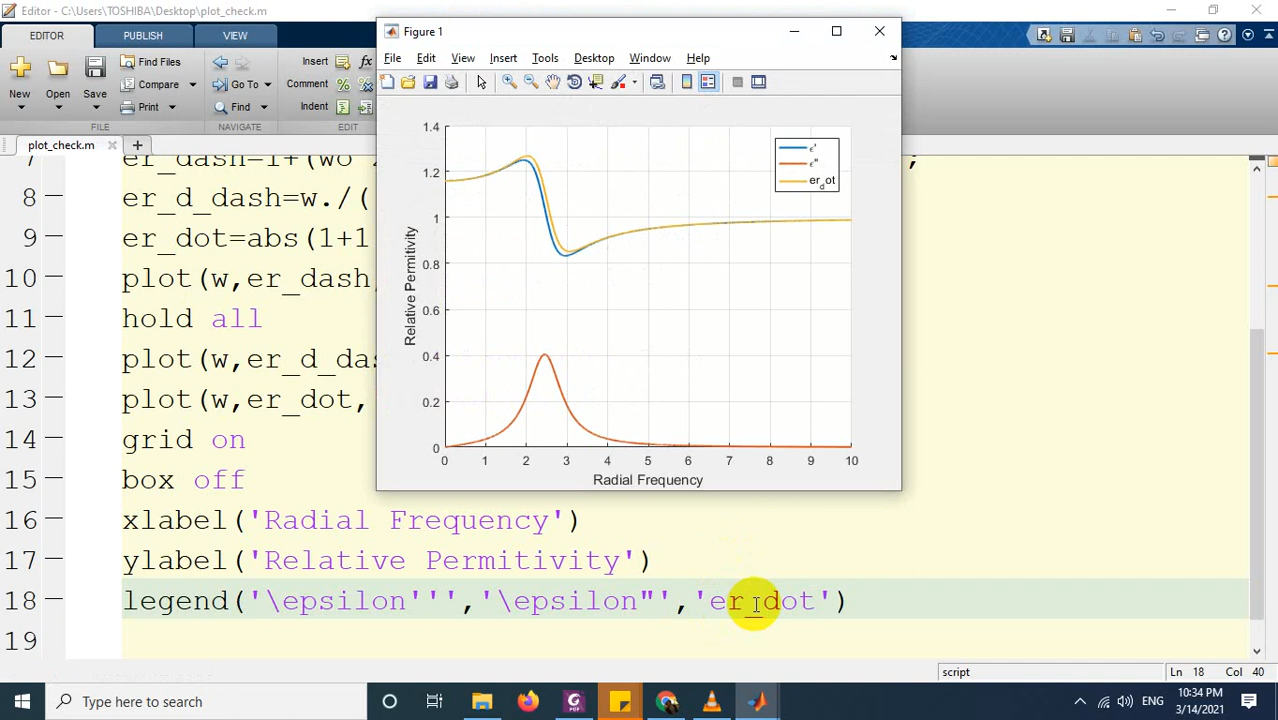 Editor - C:\Users\TOSHIBA\Desktop\plot_check.m
EDITOR PUBLISH VIEW
New Open Save
Find Files
Compare
Print
FILE
Go To
Find
NAVIGATE
Insert fx
Comment %
Indent
EDIT
plot_check.m
7 er_dash=1+(wo
8 er_d_dash=w./(
9 er_dot=abs(1+1
10 plot(w,er_dash,
11 hold all
12 plot(w,er_d_das
13 plot(w,er_dot,
14 grid on
15 box off
16 xlabel('Radial Frequency')
17 ylabel('Relative Permitivity')
18 legend('\epsilon''','\epsilon"','er_dot')
19
Figure 1
File Edit View Insert Tools Desktop Window Help
1.4
1.2
1
0.8
0.6
0.4
0.2
0
Relative Permitivity
0 1 2 3 4 5 6 7 8 9 10
Radial Frequency
ϵ'
ϵ"
er_dot
script Ln 18 Col 40
Type here to search
ENG
10:34 PM
3/14/2021